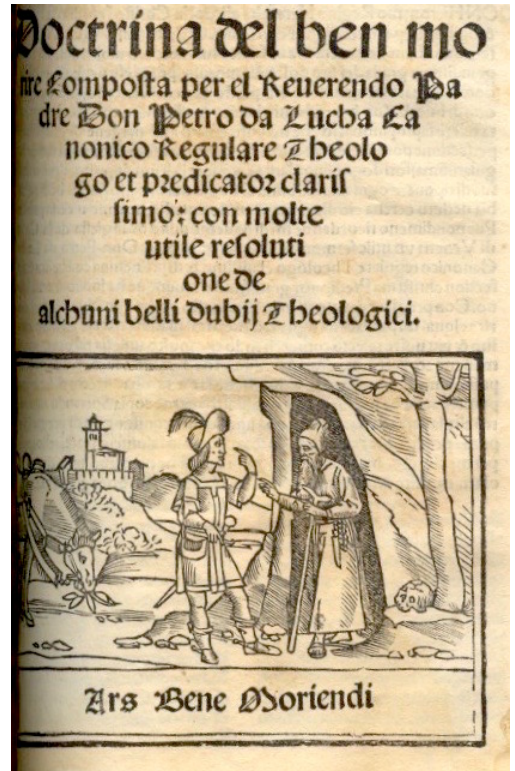 Doctrina del ben mo
rire Composta per el Reuerendo Pa
dre Don Petro da Lucha Ca
nonico Regulare Theolo
go et predicator claris
simo: con molte
utile resoluti
one de
alchuni belli dubij Theologici.
Ars Bene Moriendi